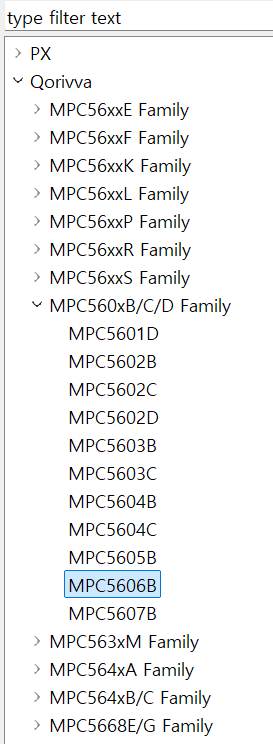 type filter text
PX
Qorivva
MPC56xxE Family
MPC56xxF Family
MPC56xxK Family
MPC56xxL Family
MPC56xxP Family
MPC56xxR Family
MPC56xxS Family
MPC560xB/C/D Family
MPC5601D
MPC5602B
MPC5602C
MPC5602D
MPC5603B
MPC5603C
MPC5604B
MPC5604C
MPC5605B
MPC5606B
MPC5607B
MPC563xM Family
MPC564xA Family
MPC564xB/C Family
MPC5668E/G Family